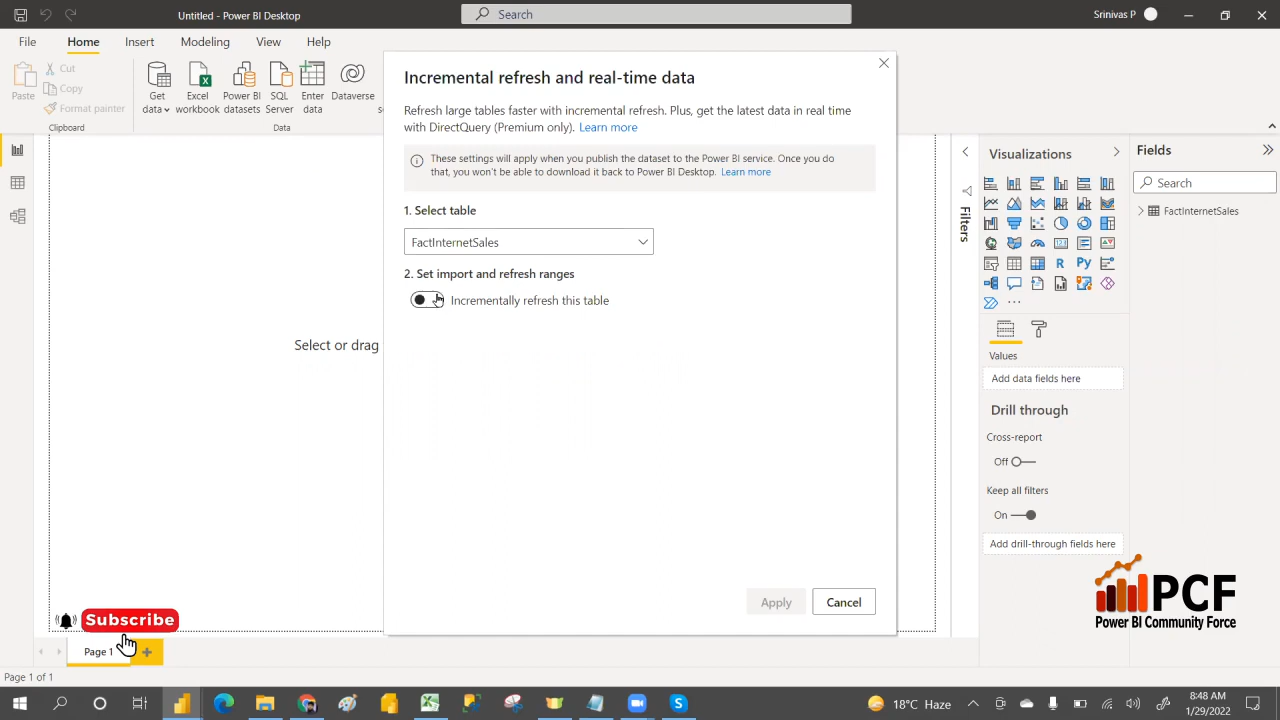 Untitled - Power BI Desktop
Search
Srinivas P
File
Home
Insert
Modeling
View
Help
Paste
Cut
Copy
Format painter
Clipboard
Get data
Excel workbook
Power BI datasets
SQL Server
Enter data
Dataverse
Data
Incremental refresh and real-time data
Refresh large tables faster with incremental refresh. Plus, get the latest data in real time
with DirectQuery (Premium only). Learn more
These settings will apply when you publish the dataset to the Power BI service. Once you do
that, you won't be able to download it back to Power BI Desktop. Learn more
1. Select table
FactInternetSales
2. Set import and refresh ranges
Incrementally refresh this table
Apply
Cancel
Select or drag
Filters
Visualizations
R
Py
Values
Add data fields here
Drill through
Cross-report
Off
Keep all filters
On
Add drill-through fields here
Fields
Search
FactInternetSales
PCF
Power BI Community Force
Subscribe
Page 1
Page 1 of 1
18°C Haze
8:48 AM
1/29/2022